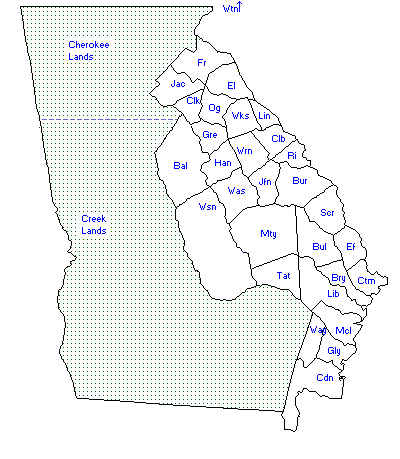 Wtn
Cherokee
Lands
Fr
Jac
El
Clk
Og
Wks
Lin
Gre
Clb
Wrn
Ri
Han
Bal
Jfn
Bur
Was
Wsn
Scr
Creek
Lands
Mty
Bul
Ef
Tat
Bry
Ctm
Lib
Way
Mcl
Gly
Cdn